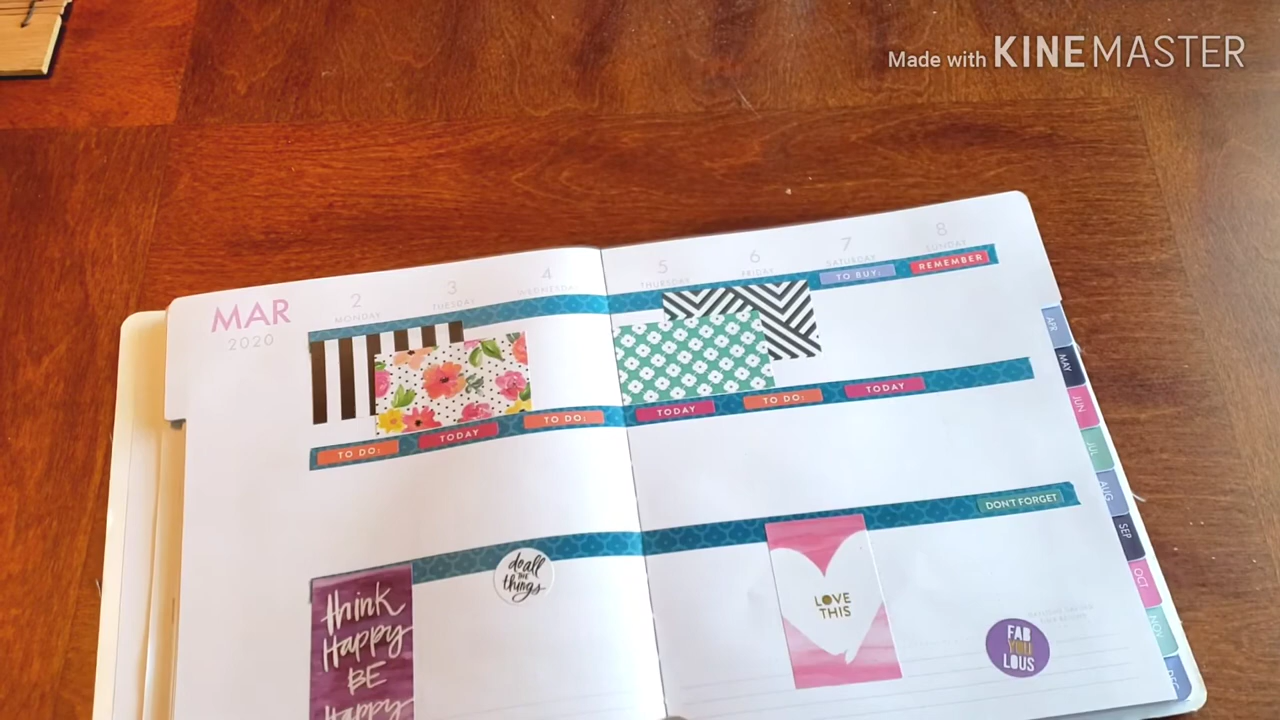 Made with KINEMASTER
MAR
2020
2
MONDAY
3
TUESDAY
4
WEDNESDAY
5
THURSDAY
6
FRIDAY
7
SATURDAY
8
SUNDAY
TO BUY:
REMEMBER
TO DO:
TODAY
TO DO:
TODAY
TO DO:
TODAY
DON'T FORGET
think
Happy
BE
Happy
do all
THE
things
LOVE
THIS
FAB
YOU
LOUS
APR
MAY
JUN
JUL
AUG
SEP
OCT
NOV
DEC